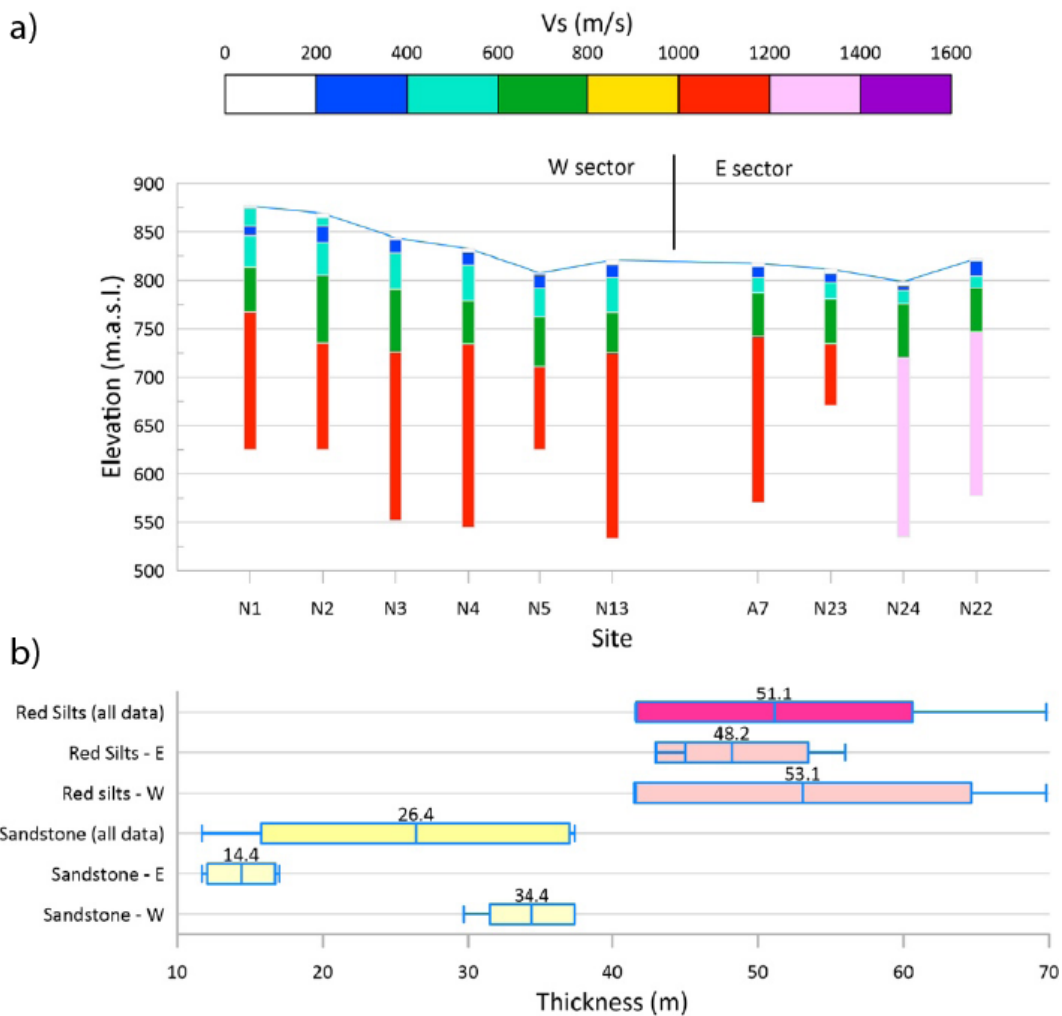 a)
Vs (m/s)
0 200 400 600 800 1000 1200 1400 1600
W sector E sector
Elevation (m.a.s.l.)
900
850
800
750
700
650
600
550
500
N1 N2 N3 N4 N5 N13 A7 N23 N24 N22
Site
b)
Red Silts (all data) 51.1
Red Silts - E 48.2
Red silts - W 53.1
Sandstone (all data) 26.4
Sandstone - E 14.4
Sandstone - W 34.4
10 20 30 40 50 60 70
Thickness (m)